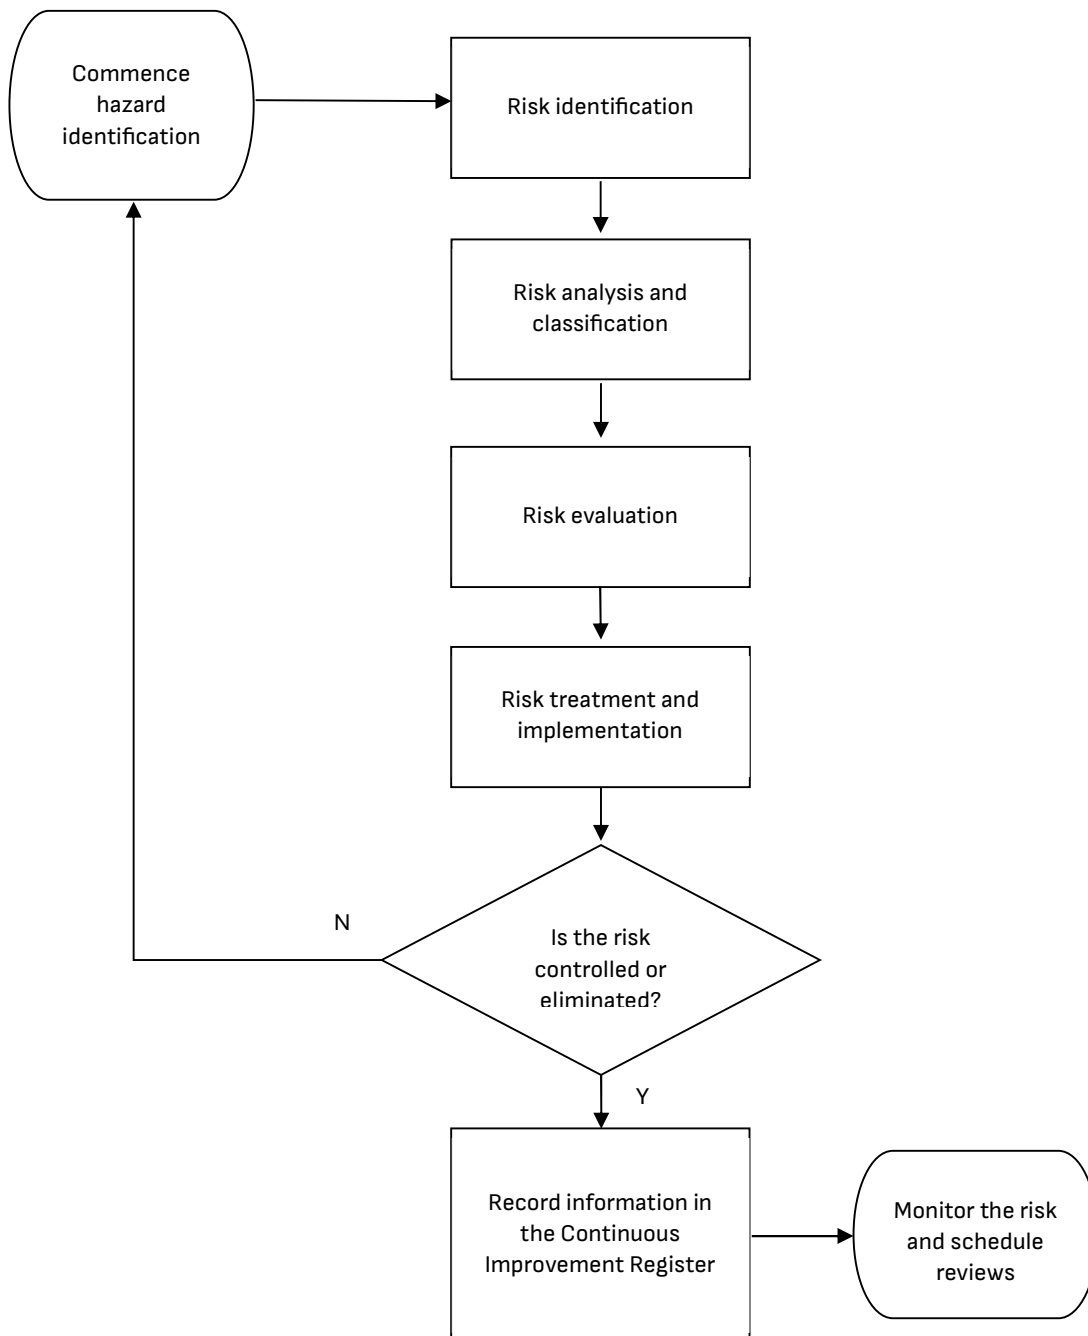 Commence
hazard
identification
Risk identification
Risk analysis and
classification
Risk evaluation
Risk treatment and
implementation
N
Is the risk
controlled or
eliminated?
Y
Record information in
the Continuous
Improvement Register
Monitor the risk
and schedule
reviews